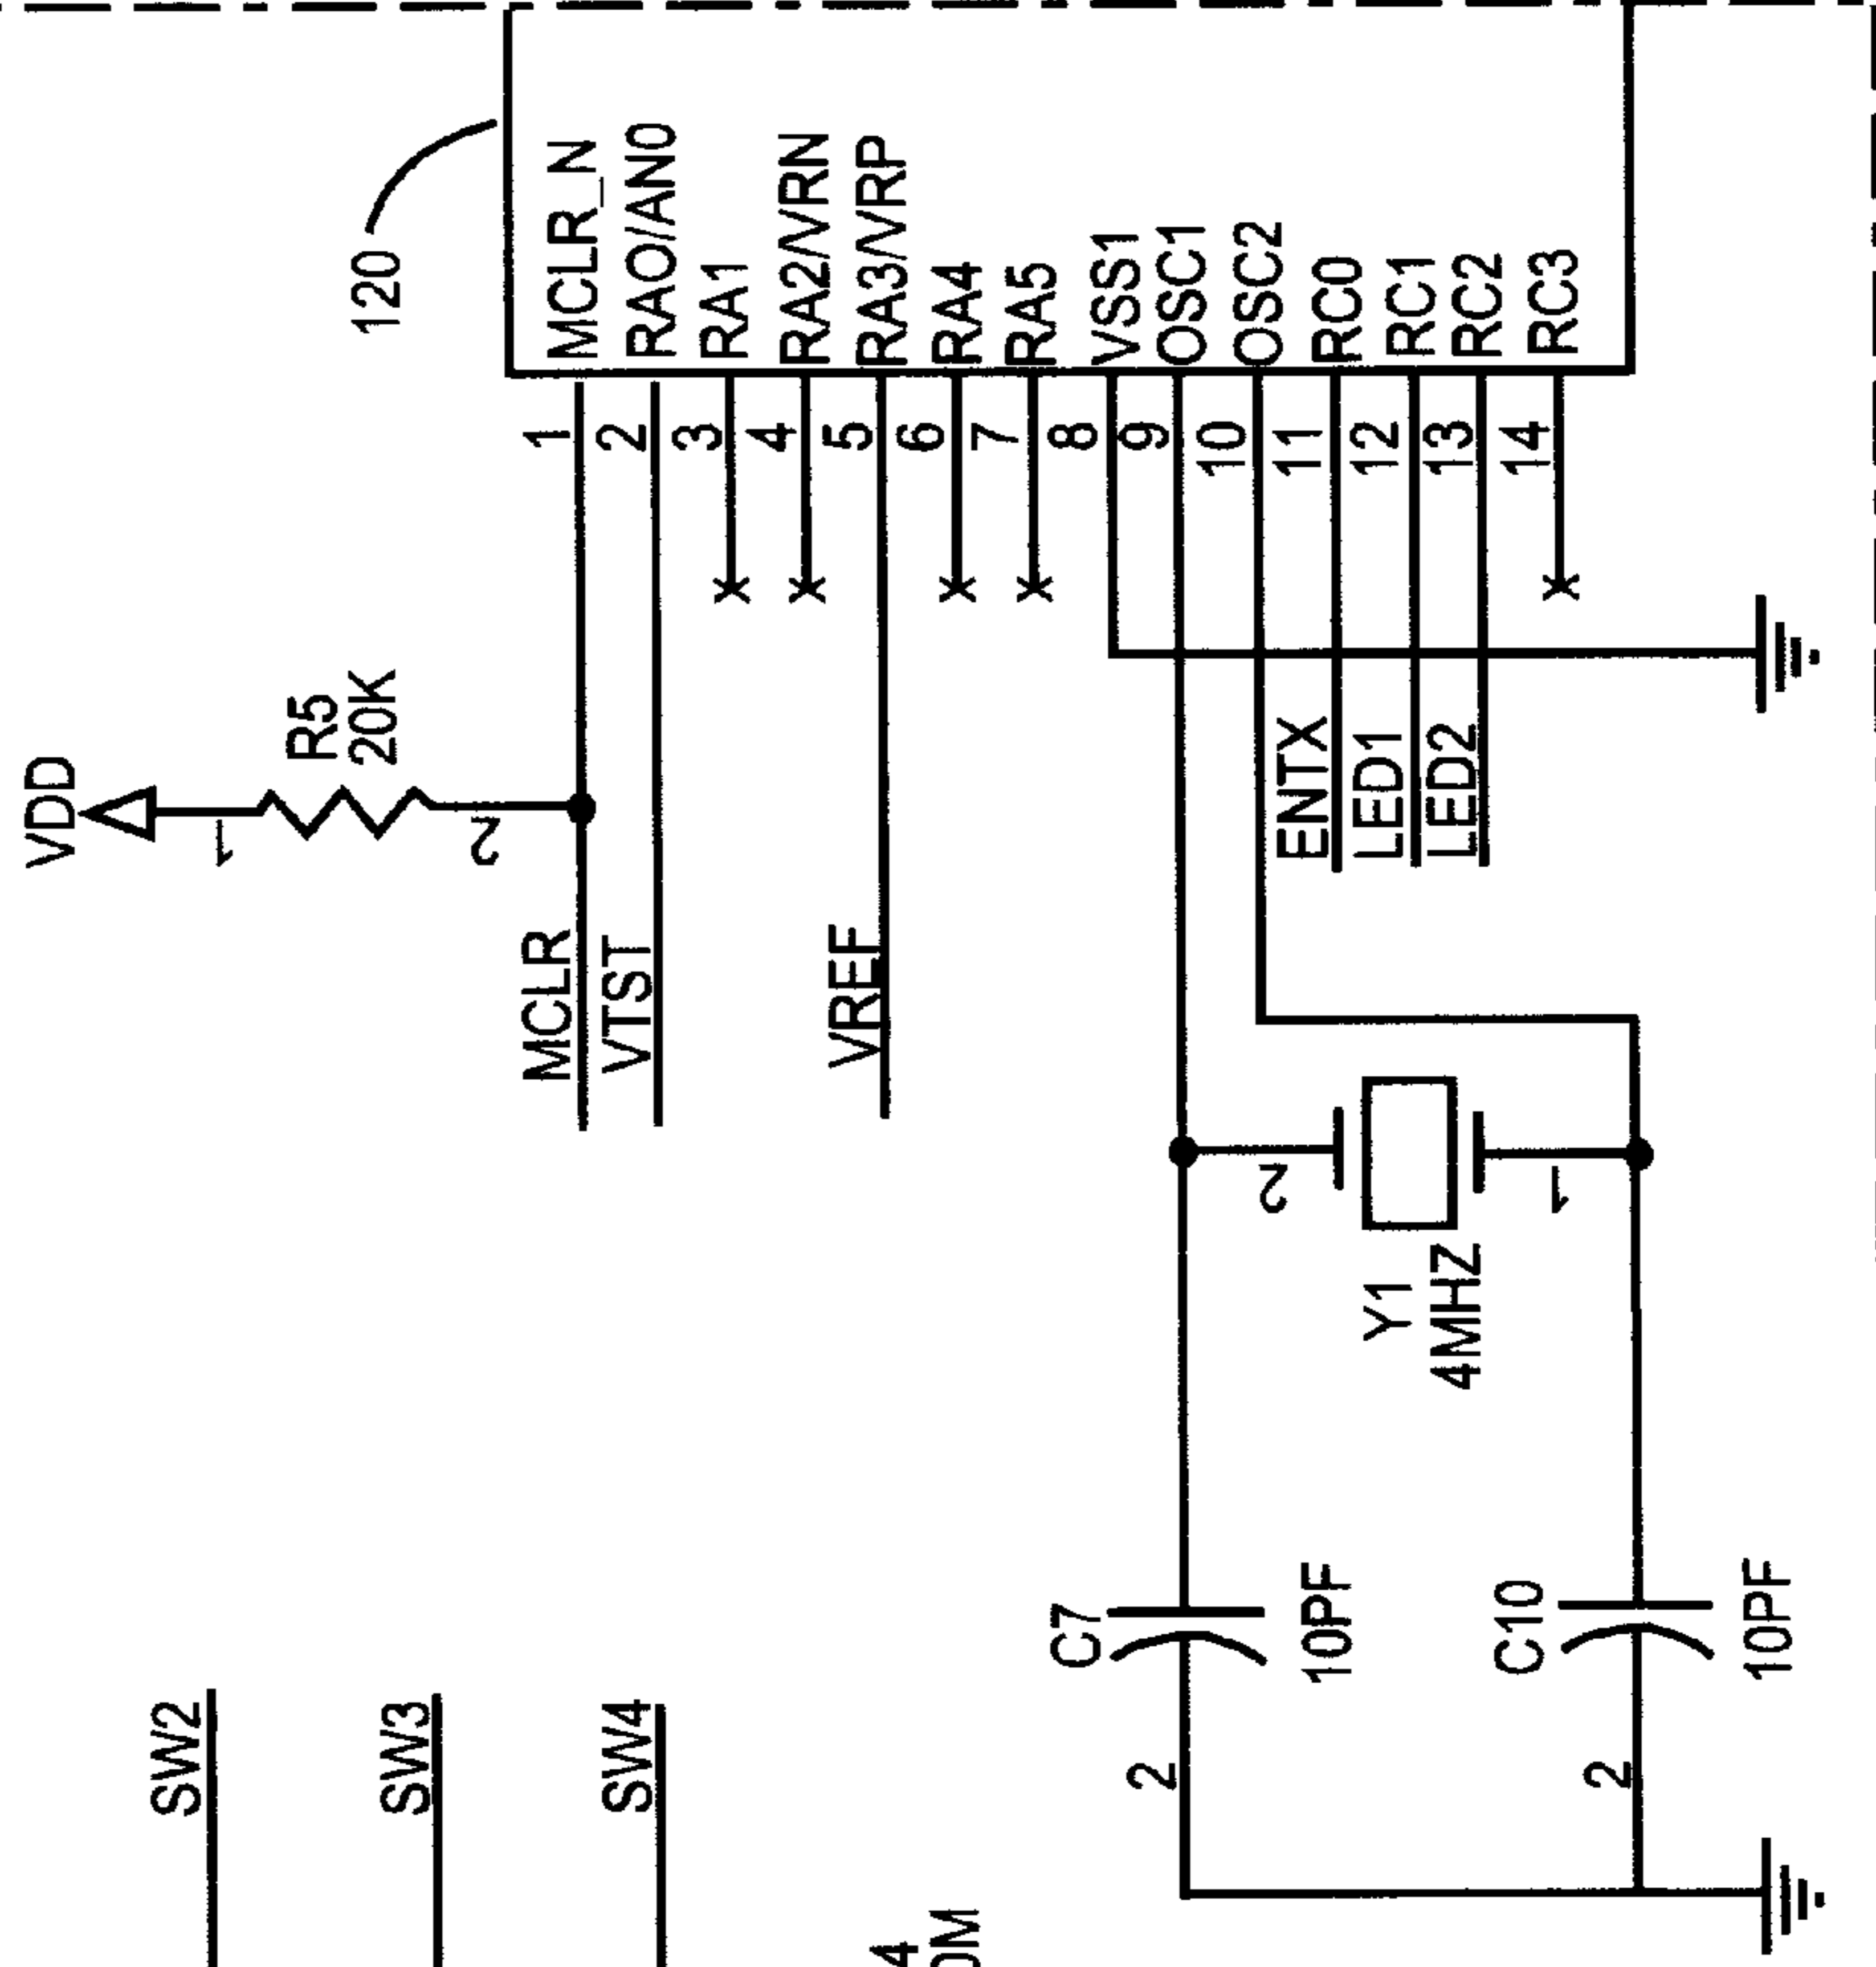 VDD
1
R5
20K
2
120
MCLR_N
RAO/AN0
RA1
RA2/VRN
RA3/VRP
RA4
RA5
VSS1
OSC1
OSC2
RC0
RC1
RC2
RC3
1
2
3
4
5
6
7
8
9
10
11
12
13
14
MCLR
VTST
VREF
ENTX
LED1
LED2
2
1
Y1
4MHZ
C7
10PF
2
C10
10PF
2
SW2
SW3
SW4
4